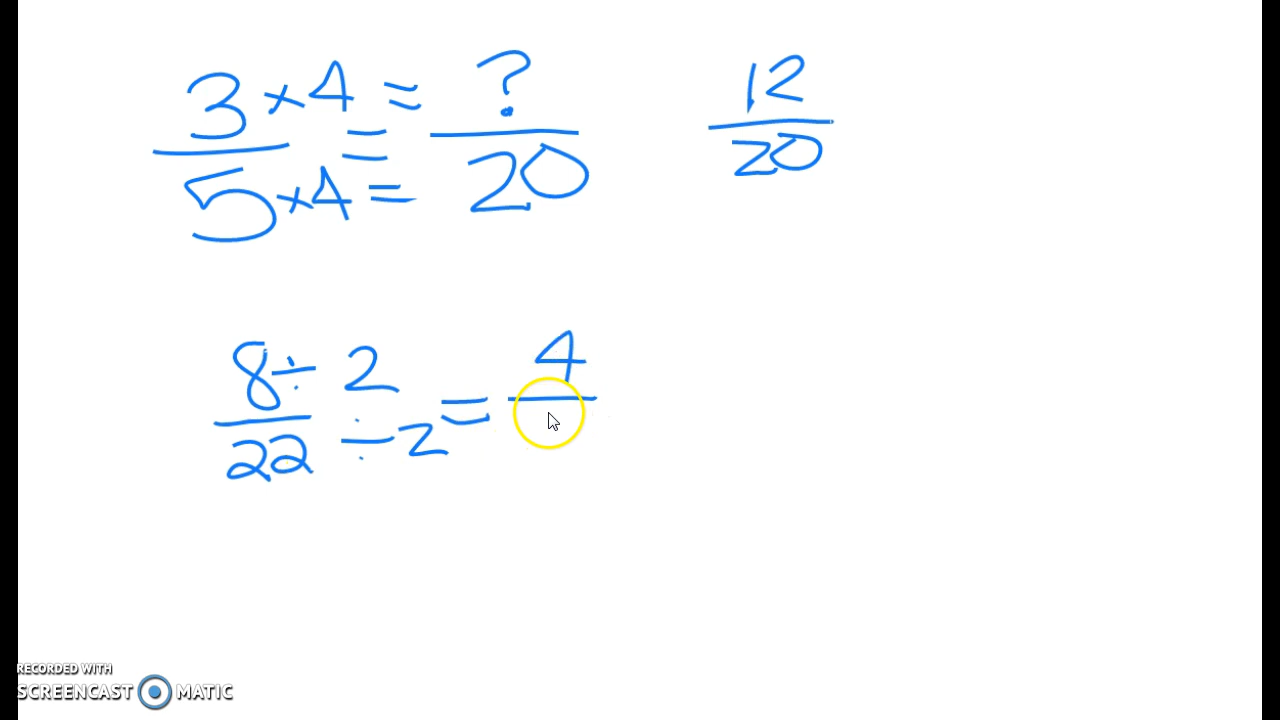 3 × 4 = ? 12
=
5 × 4 = 20 20
8 ÷ 2 4
=
22 ÷ 2
RECORDED WITH
SCREENCAST MATIC